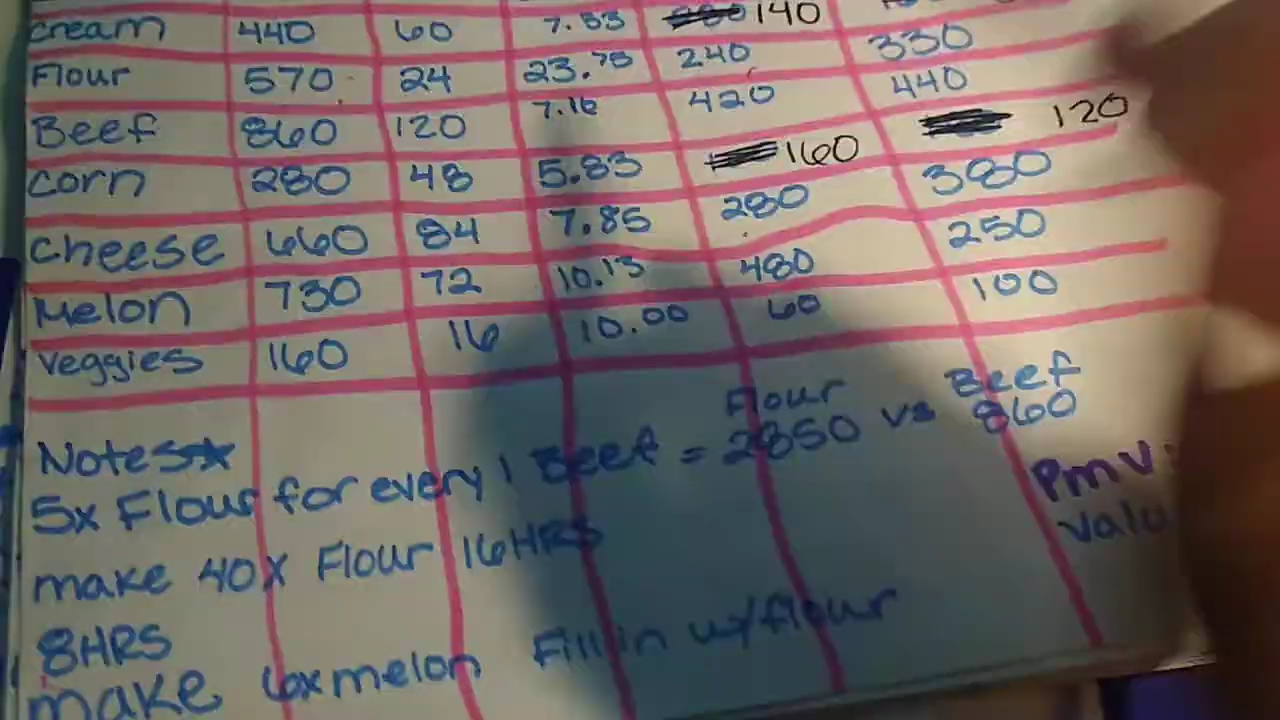 cream 440 60 7.33 140
Flour 570 24 23.75 240 330
Beef 860 120 7.16 420 440
corn 280 48 5.83 160 120
cheese 660 84 7.85 280 380
Melon 730 72 10.13 480 250
veggies 160 16 10.00 60 100
Notes
Flour Beef
5x Flour for every 1 Beef = 2850 vs 860
make 40x Flour 16HRS
8HRS
make 6x melon Fill in w/flour